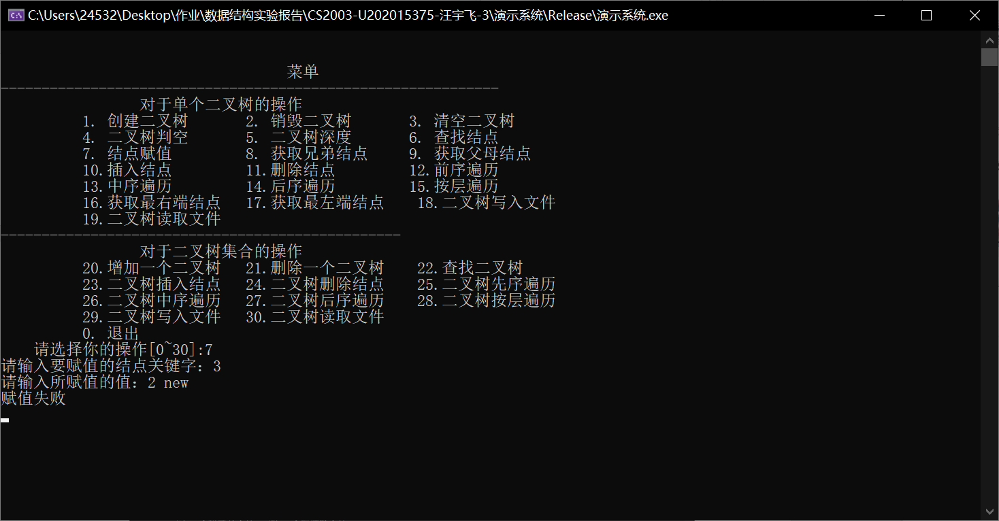 C:\Users\24532\Desktop\作业\数据结构实验报告\CS2003-U202015375-汪宇飞-3\演示系统\Release\演示系统.exe
菜单
-------------------------------------------------------------
对于单个二叉树的操作
1. 创建二叉树 2. 销毁二叉树 3. 清空二叉树
4. 二叉树判空 5. 二叉树深度 6. 查找结点
7. 结点赋值 8. 获取兄弟结点 9. 获取父母结点
10.插入结点 11.删除结点 12.前序遍历
13.中序遍历 14.后序遍历 15.按层遍历
16.获取最右端结点 17.获取最左端结点 18.二叉树写入文件
19.二叉树读取文件
-------------------------------------------------
对于二叉树集合的操作
20.增加一个二叉树 21.删除一个二叉树 22.查找二叉树
23.二叉树插入结点 24.二叉树删除结点 25.二叉树先序遍历
26.二叉树中序遍历 27.二叉树后序遍历 28.二叉树按层遍历
29.二叉树写入文件 30.二叉树读取文件
0. 退出
请选择你的操作[0~30]:7
请输入要赋值的结点关键字：3
请输入所赋值的值：2 new
赋值失败